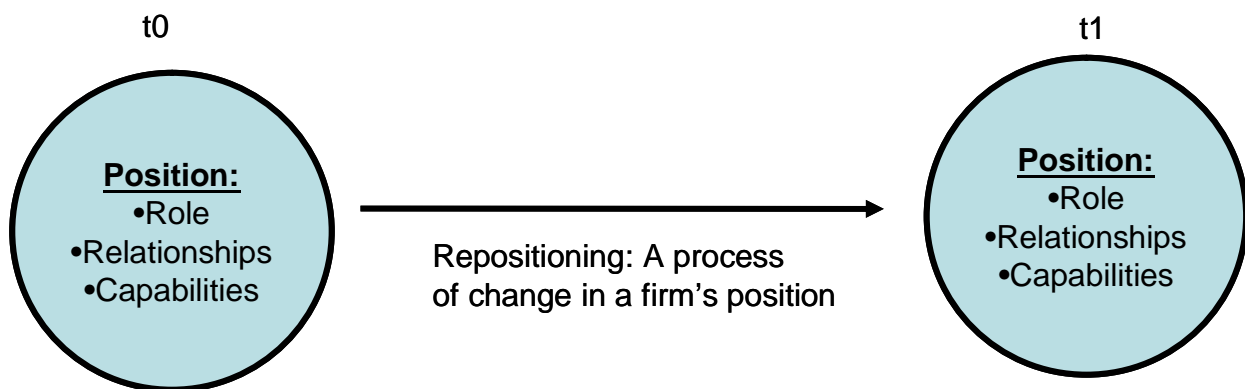 t0
t1
Position:
•Role
•Relationships
•Capabilities
Repositioning: A process
of change in a firm's position
Position:
•Role
•Relationships
•Capabilities